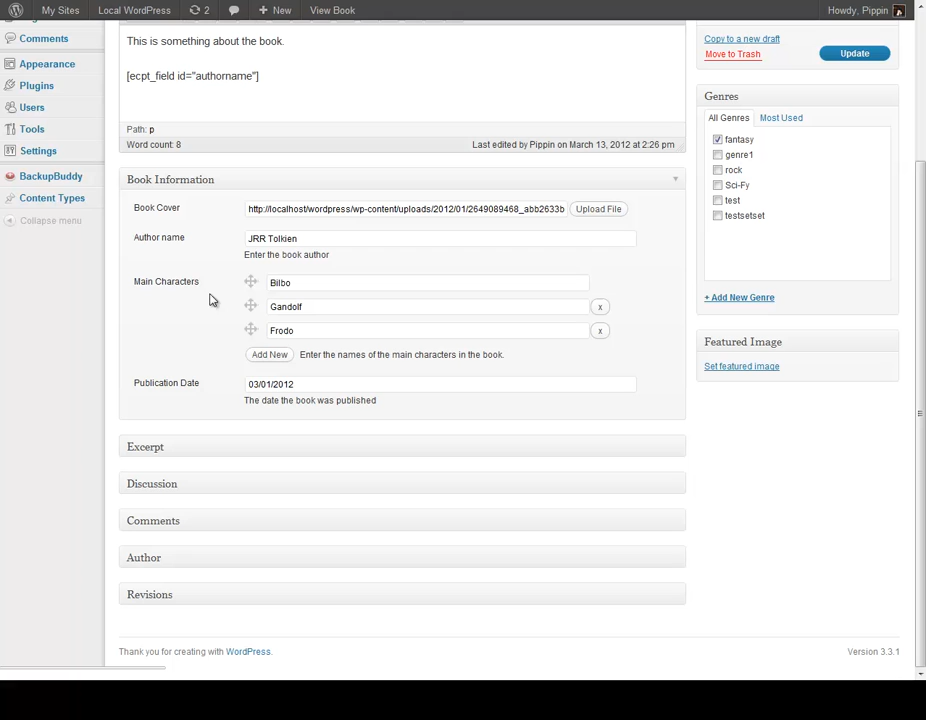 My Sites Local WordPress 2 + New View Book Howdy, Pippin
Comments
Appearance
Plugins
Users
Tools
Settings
BackupBuddy
Content Types
Collapse menu
This is something about the book.
[ecpt_field id="authorname"]
Path: p
Word count: 8 Last edited by Pippin on March 13, 2012 at 2:26 pm
Book Information
Book Cover http://localhost/wordpress/wp-content/uploads/2012/01/2649089468_abb2633b Upload File
Author name JRR Tolkien
Enter the book author
Main Characters Bilbo
Gandolf x
Frodo x
Add New Enter the names of the main characters in the book.
Publication Date 03/01/2012
The date the book was published
Excerpt
Discussion
Comments
Author
Revisions
Copy to a new draft
Move to Trash Update
Genres
All Genres Most Used
fantasy
genre1
rock
Sci-Fy
test
testsetset
+ Add New Genre
Featured Image
Set featured image
Thank you for creating with WordPress. Version 3.3.1